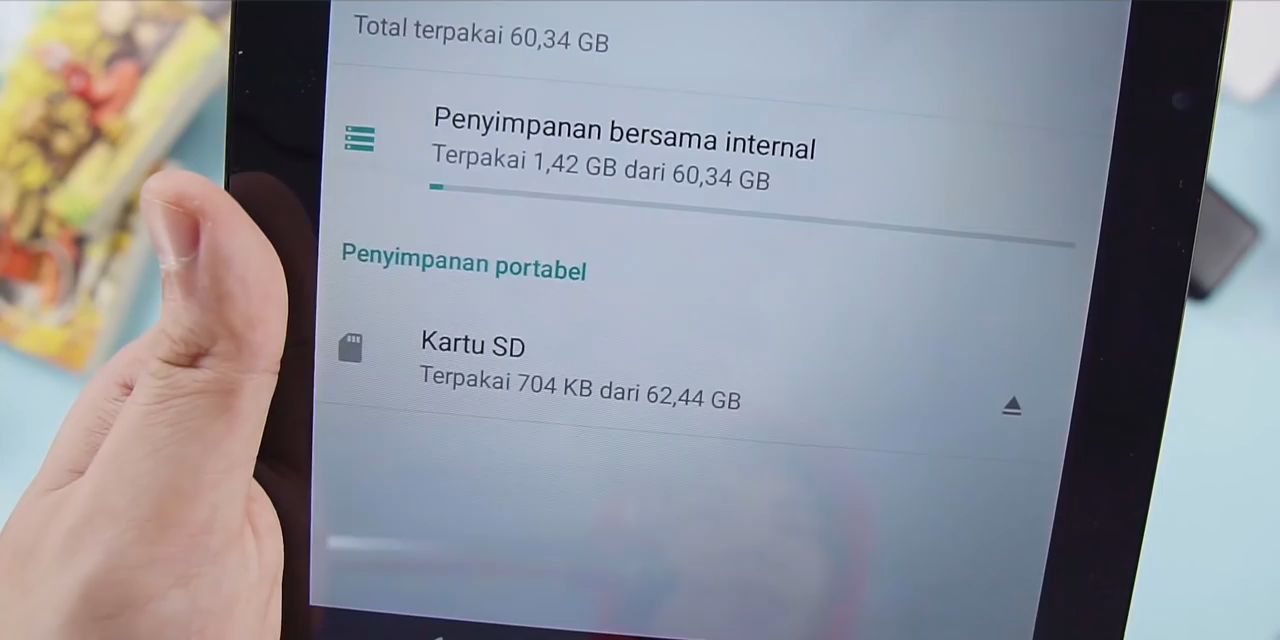 Total terpakai 60,34 GB
Penyimpanan bersama internal
Terpakai 1,42 GB dari 60,34 GB
Penyimpanan portabel
Kartu SD
Terpakai 704 KB dari 62,44 GB